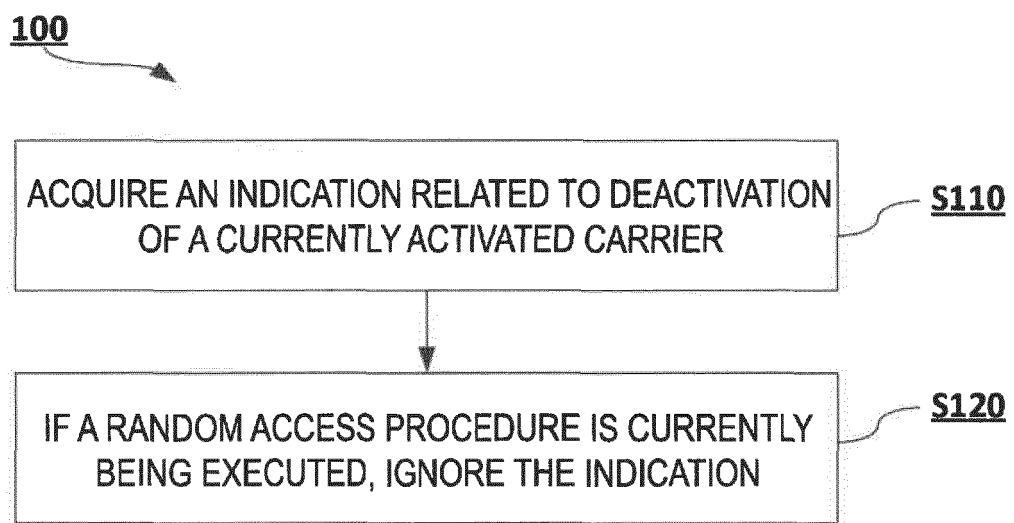 100
ACQUIRE AN INDICATION RELATED TO DEACTIVATION
OF A CURRENTLY ACTIVATED CARRIER
S110
IF A RANDOM ACCESS PROCEDURE IS CURRENTLY
BEING EXECUTED, IGNORE THE INDICATION
S120